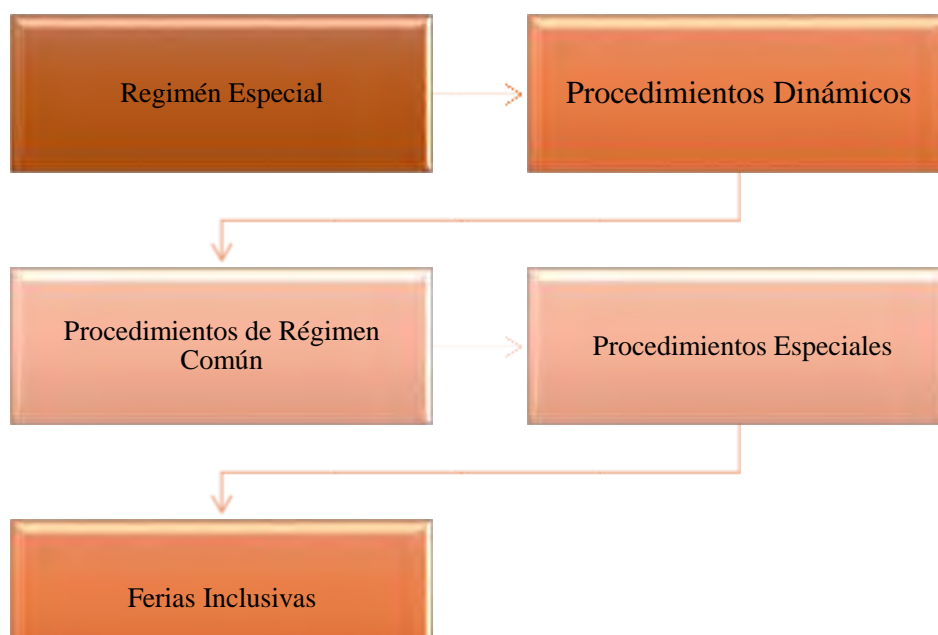 Regimén Especial
Procedimientos Dinámicos
Procedimientos de Régimen
Común
Procedimientos Especiales
Ferias Inclusivas